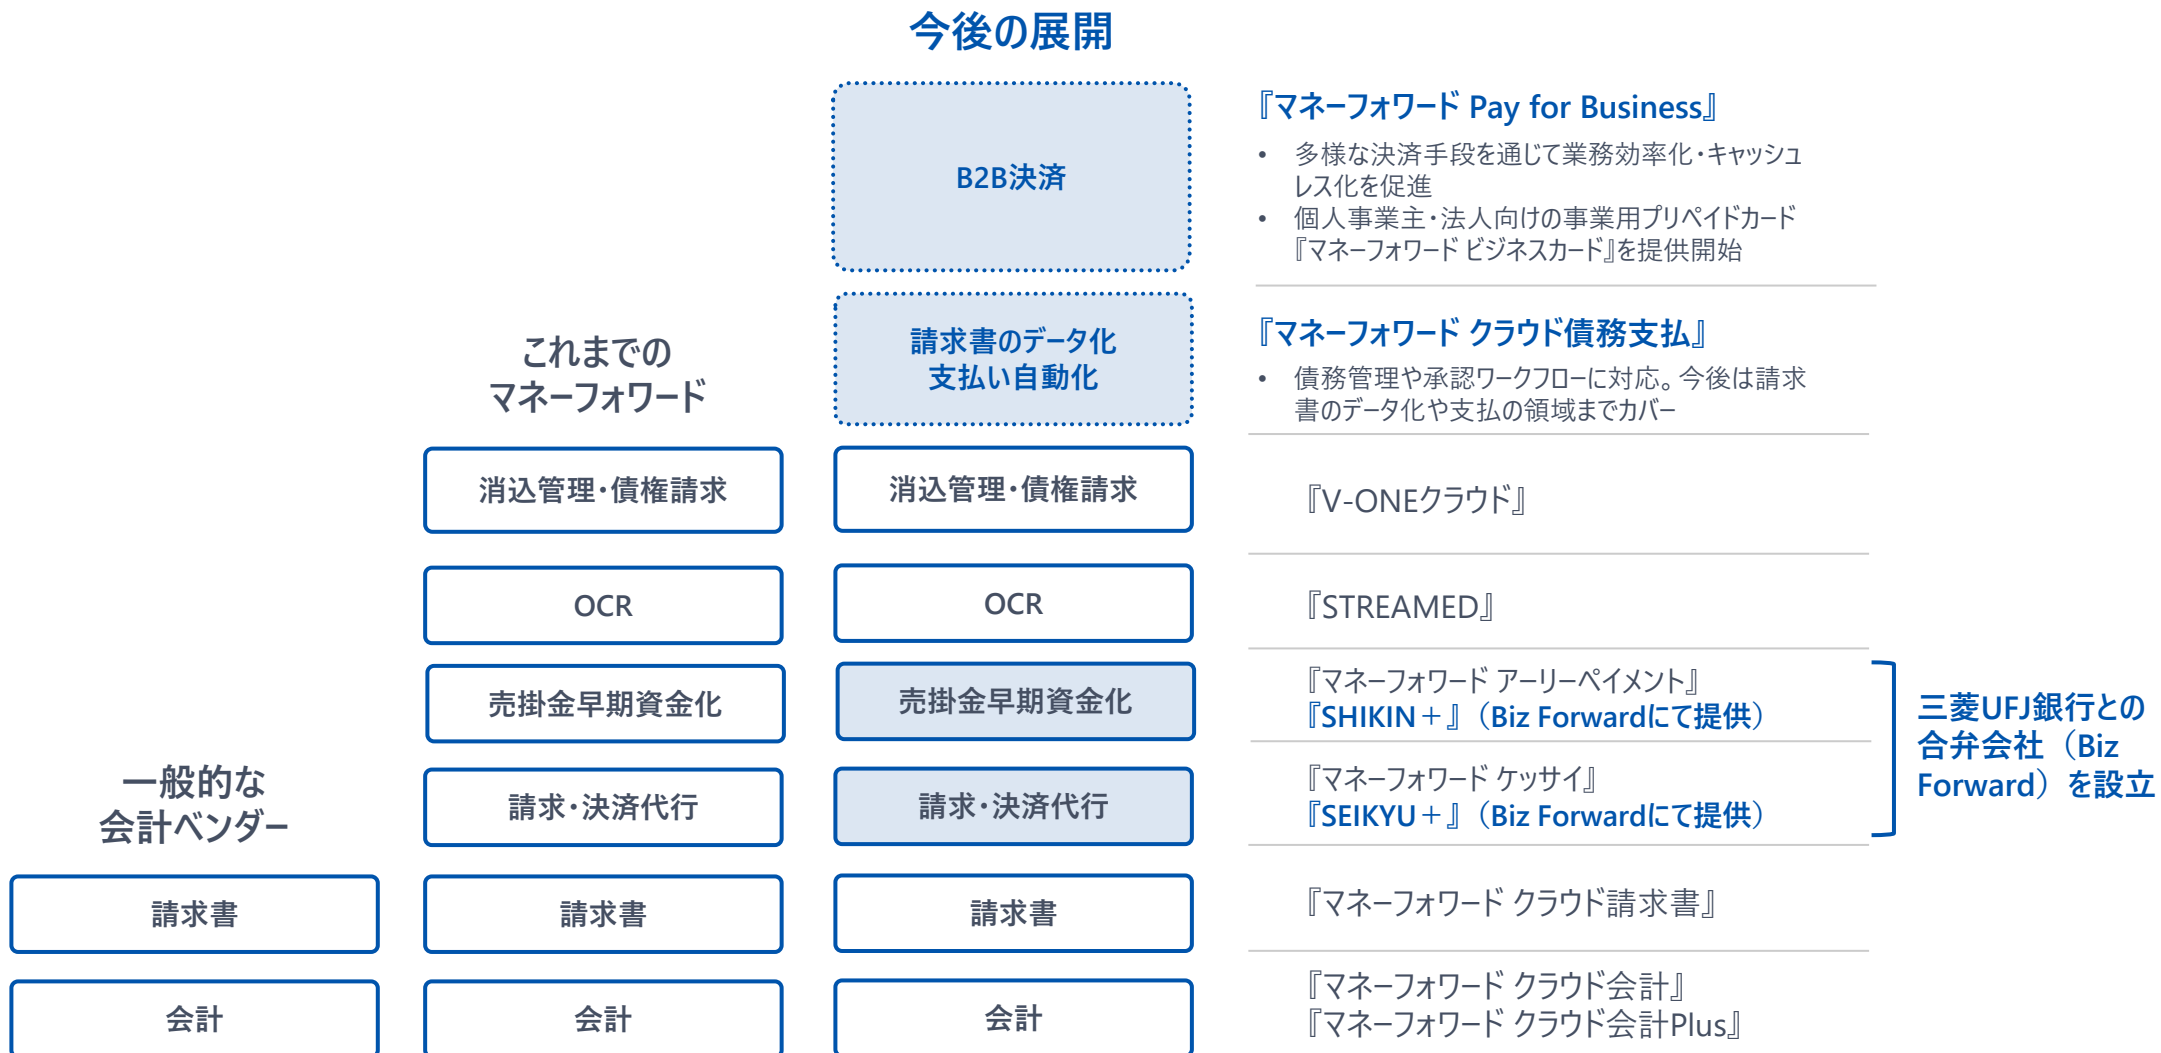 今後の展開
B2B決済
『マネーフォワード Pay for Business』
• 多様な決済手段を通じて業務効率化・キャッシュ
レス化を促進
• 個人事業主・法人向けの事業用プリペイドカード
『マネーフォワード ビジネスカード』を提供開始
これまでの
マネーフォワード
請求書のデータ化
支払い自動化
『マネーフォワード クラウド債務支払』
• 債務管理や承認ワークフローに対応。今後は請求
書のデータ化や支払の領域までカバー
消込管理・債権請求
消込管理・債権請求
『V-ONEクラウド』
OCR
OCR
『STREAMED』
売掛金早期資金化
売掛金早期資金化
『マネーフォワード アーリーペイメント』
『SHIKIN＋』（Biz Forwardにて提供）
三菱UFJ銀行との
合弁会社（Biz
Forward）を設立
一般的な
会計ベンダー
請求・決済代行
請求・決済代行
『マネーフォワード ケッサイ』
『SEIKYU＋』（Biz Forwardにて提供）
請求書
請求書
請求書
『マネーフォワード クラウド請求書』
会計
会計
会計
『マネーフォワード クラウド会計』
『マネーフォワード クラウド会計Plus』